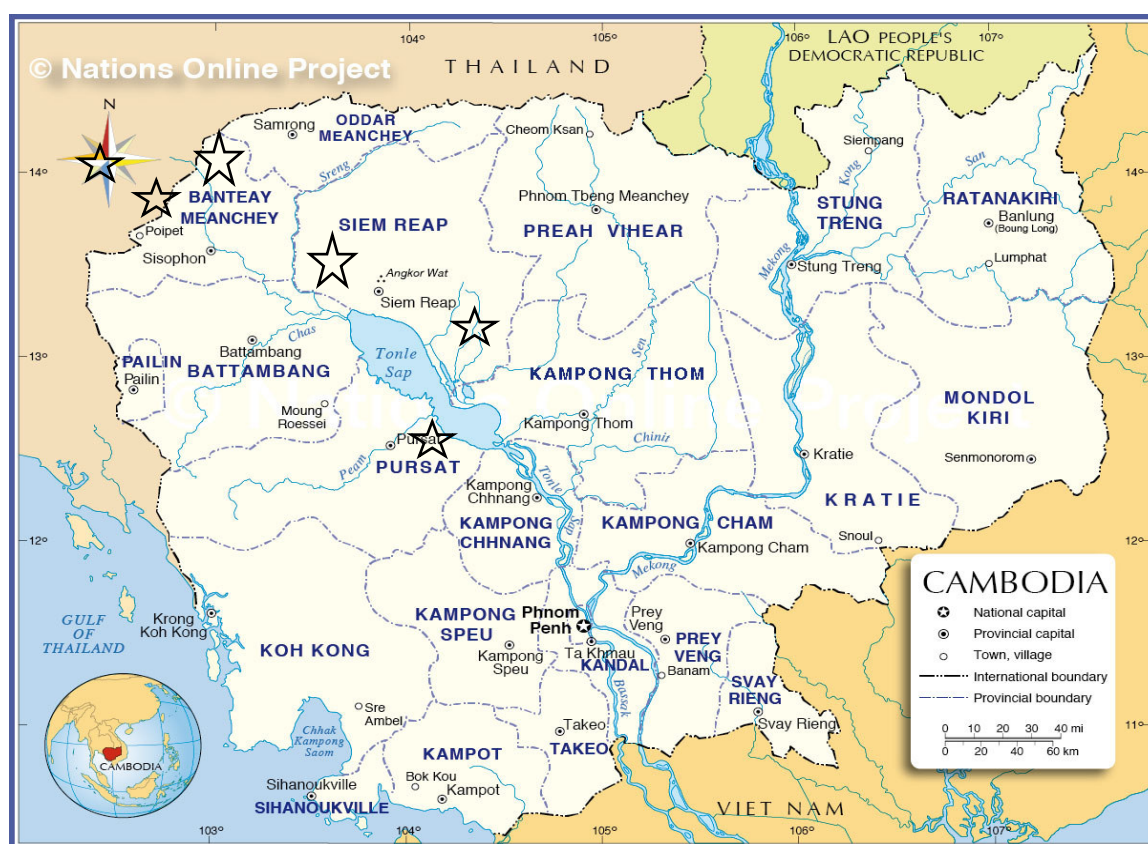 104°
105°
106°
107°
LAO PEOPLE'S
DEMOCRATIC REPUBLIC
© Nations Online Project
THAILAND
N
Samrong
ODDAR
MEANCHEY
Cheom Ksan
Siempang
Sreng
Kong
San
14°
14°
BANTEAY
MEANCHEY
Phnom Tbeng Meanchey
STUNG
TRENG
RATANAKIRI
Banlung
(Boung Long)
Poipet
SIEM REAP
PREAH VIHEAR
Sisophon
Mekong
Stung Treng
Lumphat
Angkor Wat
Siem Reap
Chas
Sen
13°
13°
Battambang
Tonle
Sap
PAILIN
BATTAMBANG
Pailin
KAMPONG THOM
MONDOL
KIRI
Moung
Roessei
Kampong Thom
Pursat
Chinit
Peam
PURSAT
Kratie
Senmonorom
Kampong
Chhnang
Tonle
Sap
KAMPONG
CHHNANG
KAMPONG CHAM
KRATIE
12°
Snoul
12°
Kampong Cham
Mekong
CAMBODIA
National capital
Provincial capital
Town, village
International boundary
Provincial boundary
0 20 40 mi
0 20 40 60 km
GULF
OF
THAILAND
Krong
Koh Kong
KAMPONG
SPEU
Phnom
Penh
Prey
Veng
KOH KONG
Kampong
Speu
Ta Khmau
KANDAL
PREY
VENG
Banam
Bassak
SVAY
RIENG
Sre
Ambel
Svay Rieng
Chhak
Kampong
Saom
Takeo
TAKEO
11°
CAMBODIA
KAMPOT
Sihanoukville
Bok Kou
Kampot
SIHANOUKVILLE
VIET NAM
103°
104°
105°
106°
107°